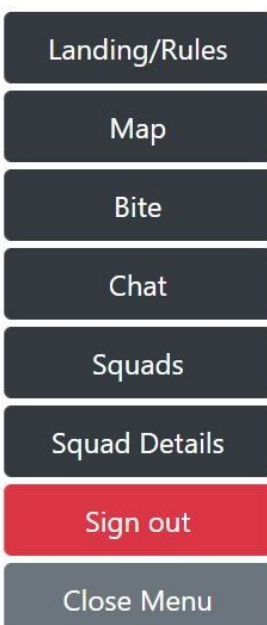 Landing/Rules
Map
Bite
Chat
Squads
Squad Details
Sign out
Close Menu